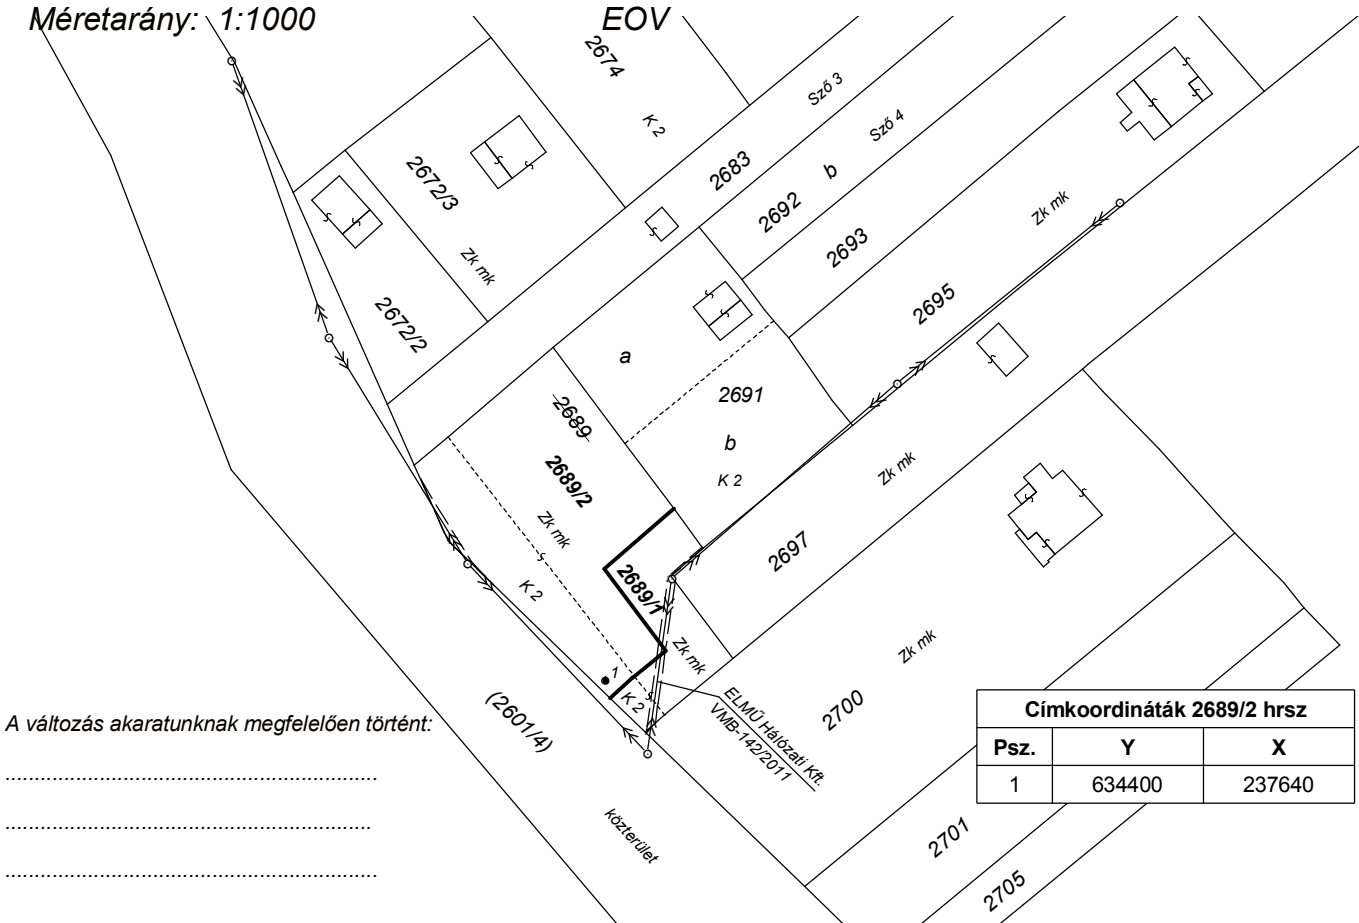 Méretarány: 1:1000
EOV
2674
K 2
Sző 3
Sző 4
2683
b
2692
2693
Zk mk
2672/3
Zk mk
2672/2
2695
a
2691
b
K 2
2689
2689/2
Zk mk
K 2
2689/1
Zk mk
K 2
1
Zk mk
2697
Zk mk
2700
ELMŰ Hálózati Kft.
VMB-142/2011
(2601/4)
közterület
2701
2705
A változás akaratunknak megfelelően történt:
Címkoordináták 2689/2 hrsz
Psz. Y X
1 634400 237640